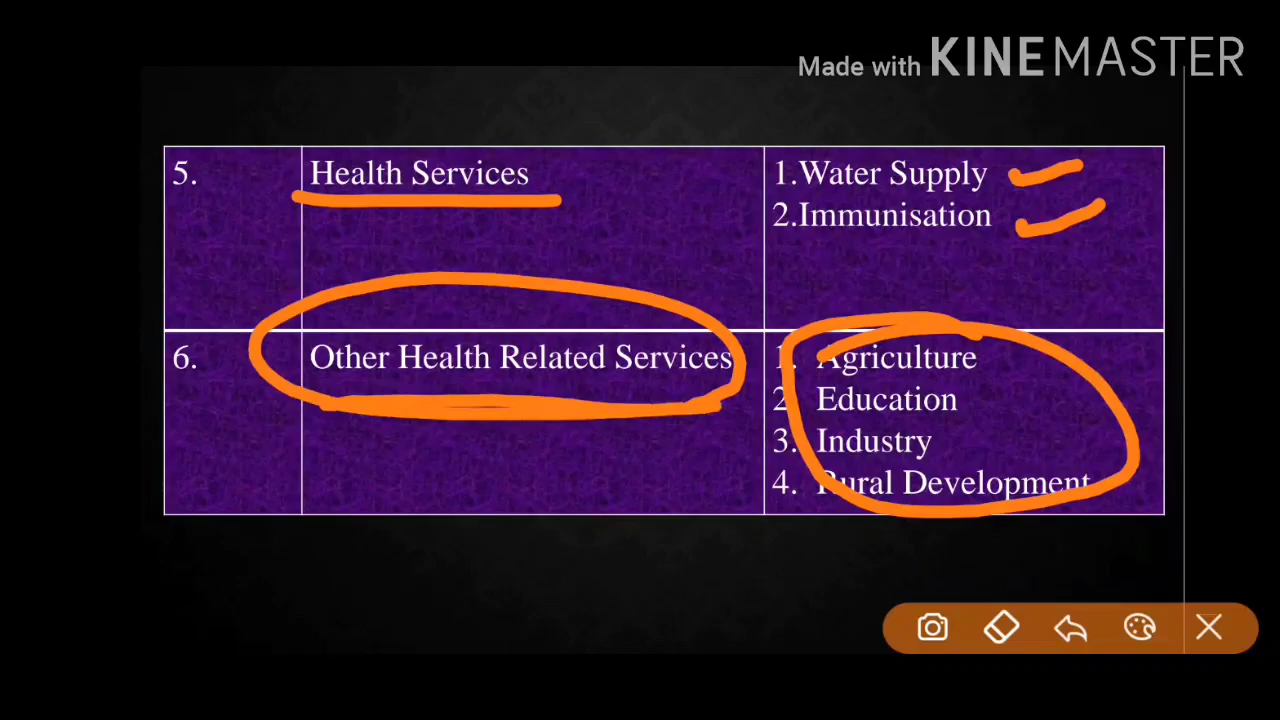 Made with KINEMASTER
5. Health Services 1.Water Supply
2.Immunisation
6. Other Health Related Services 1. Agriculture
2. Education
3. Industry
4. Rural Development